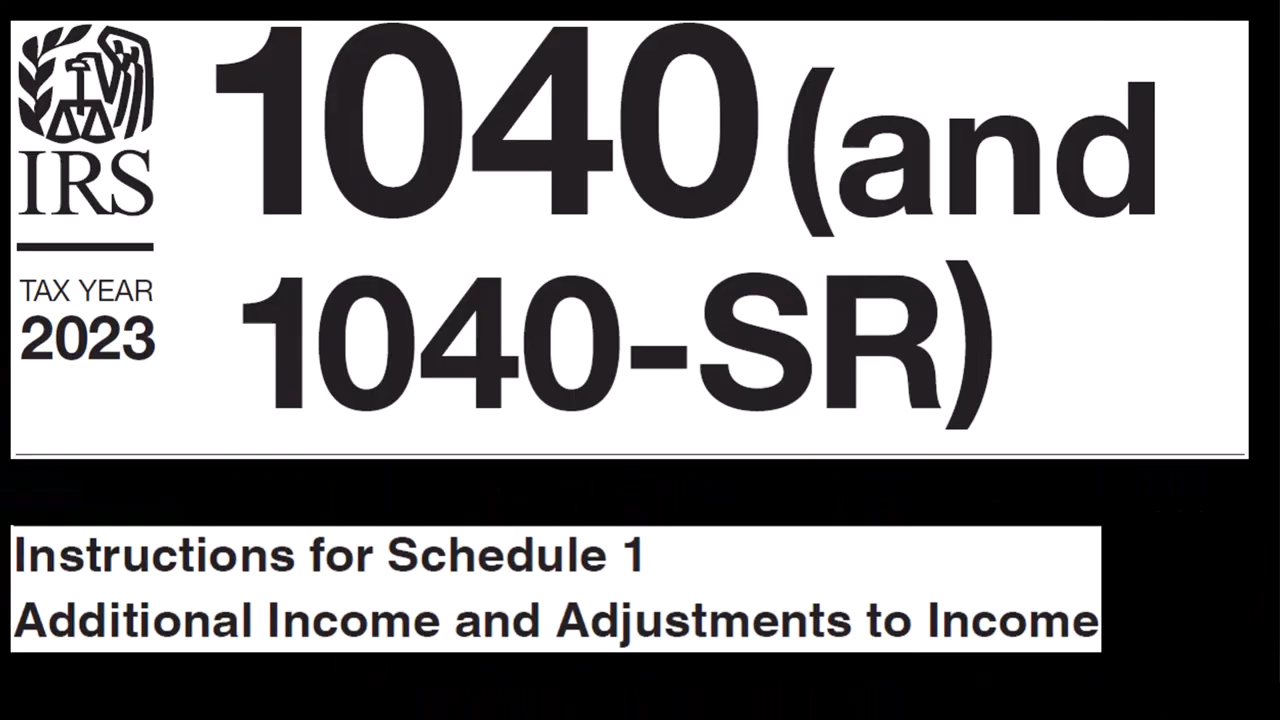 1040 (and
IRS
TAX YEAR
2023
1040-SR)
Instructions for Schedule 1
Additional Income and Adjustments to Income